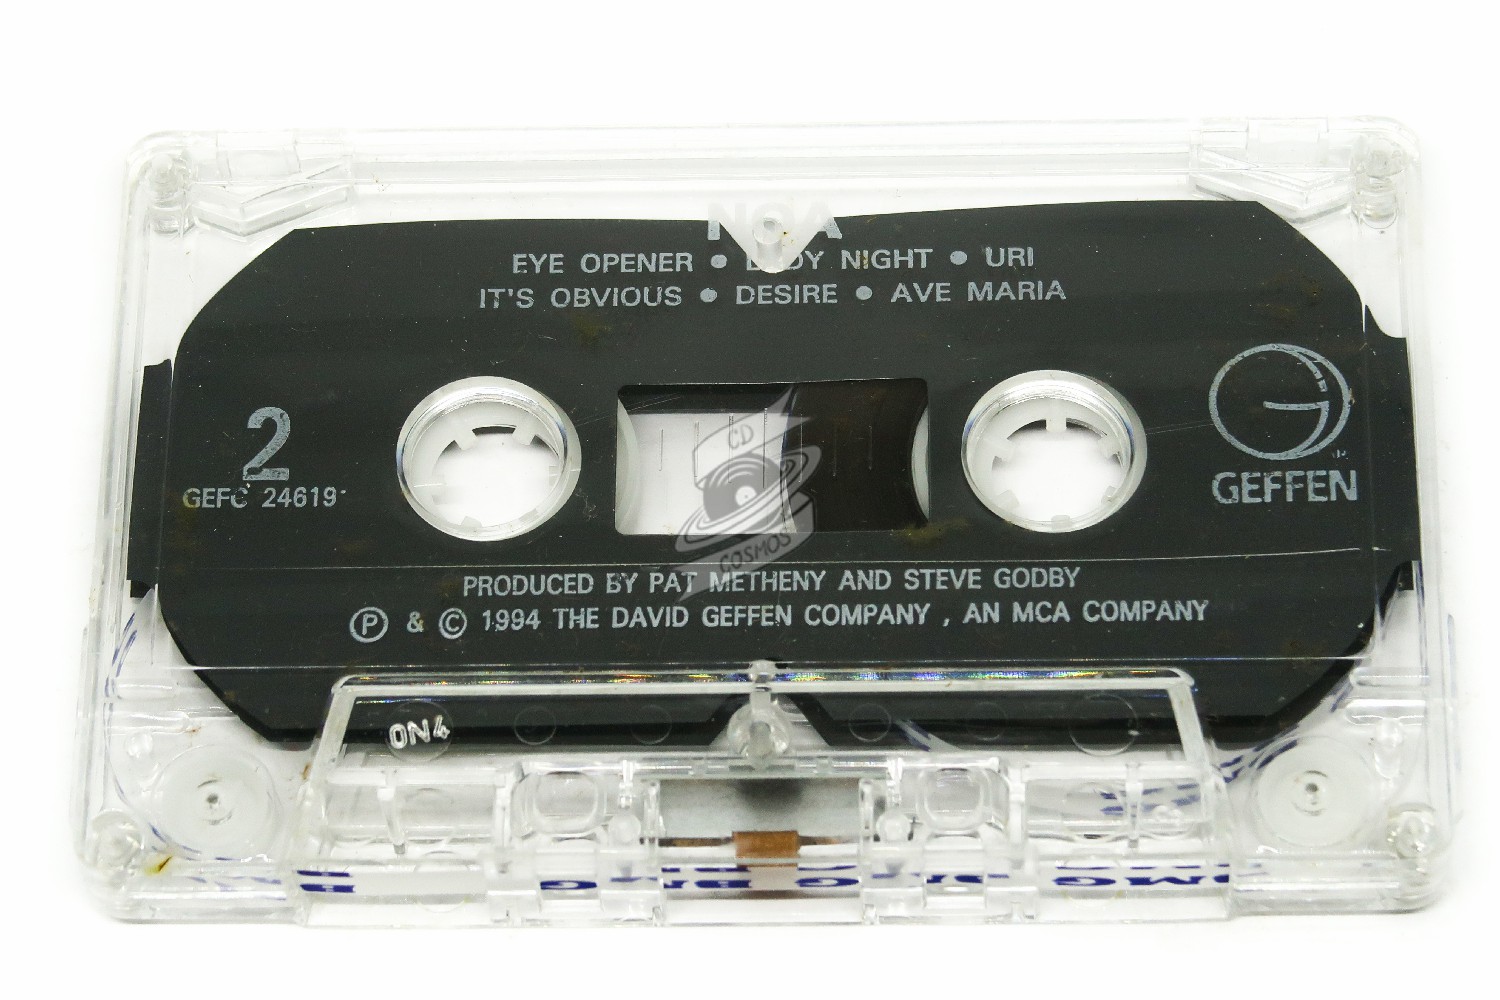 NOA
EYE OPENER • LADY NIGHT • URI
IT'S OBVIOUS • DESIRE • AVE MARIA
2
GEFC 24619
GEFFEN
CD
COSMOS
PRODUCED BY PAT METHENY AND STEVE GODBY
Ⓟ & © 1994 THE DAVID GEFFEN COMPANY , AN MCA COMPANY
0N4